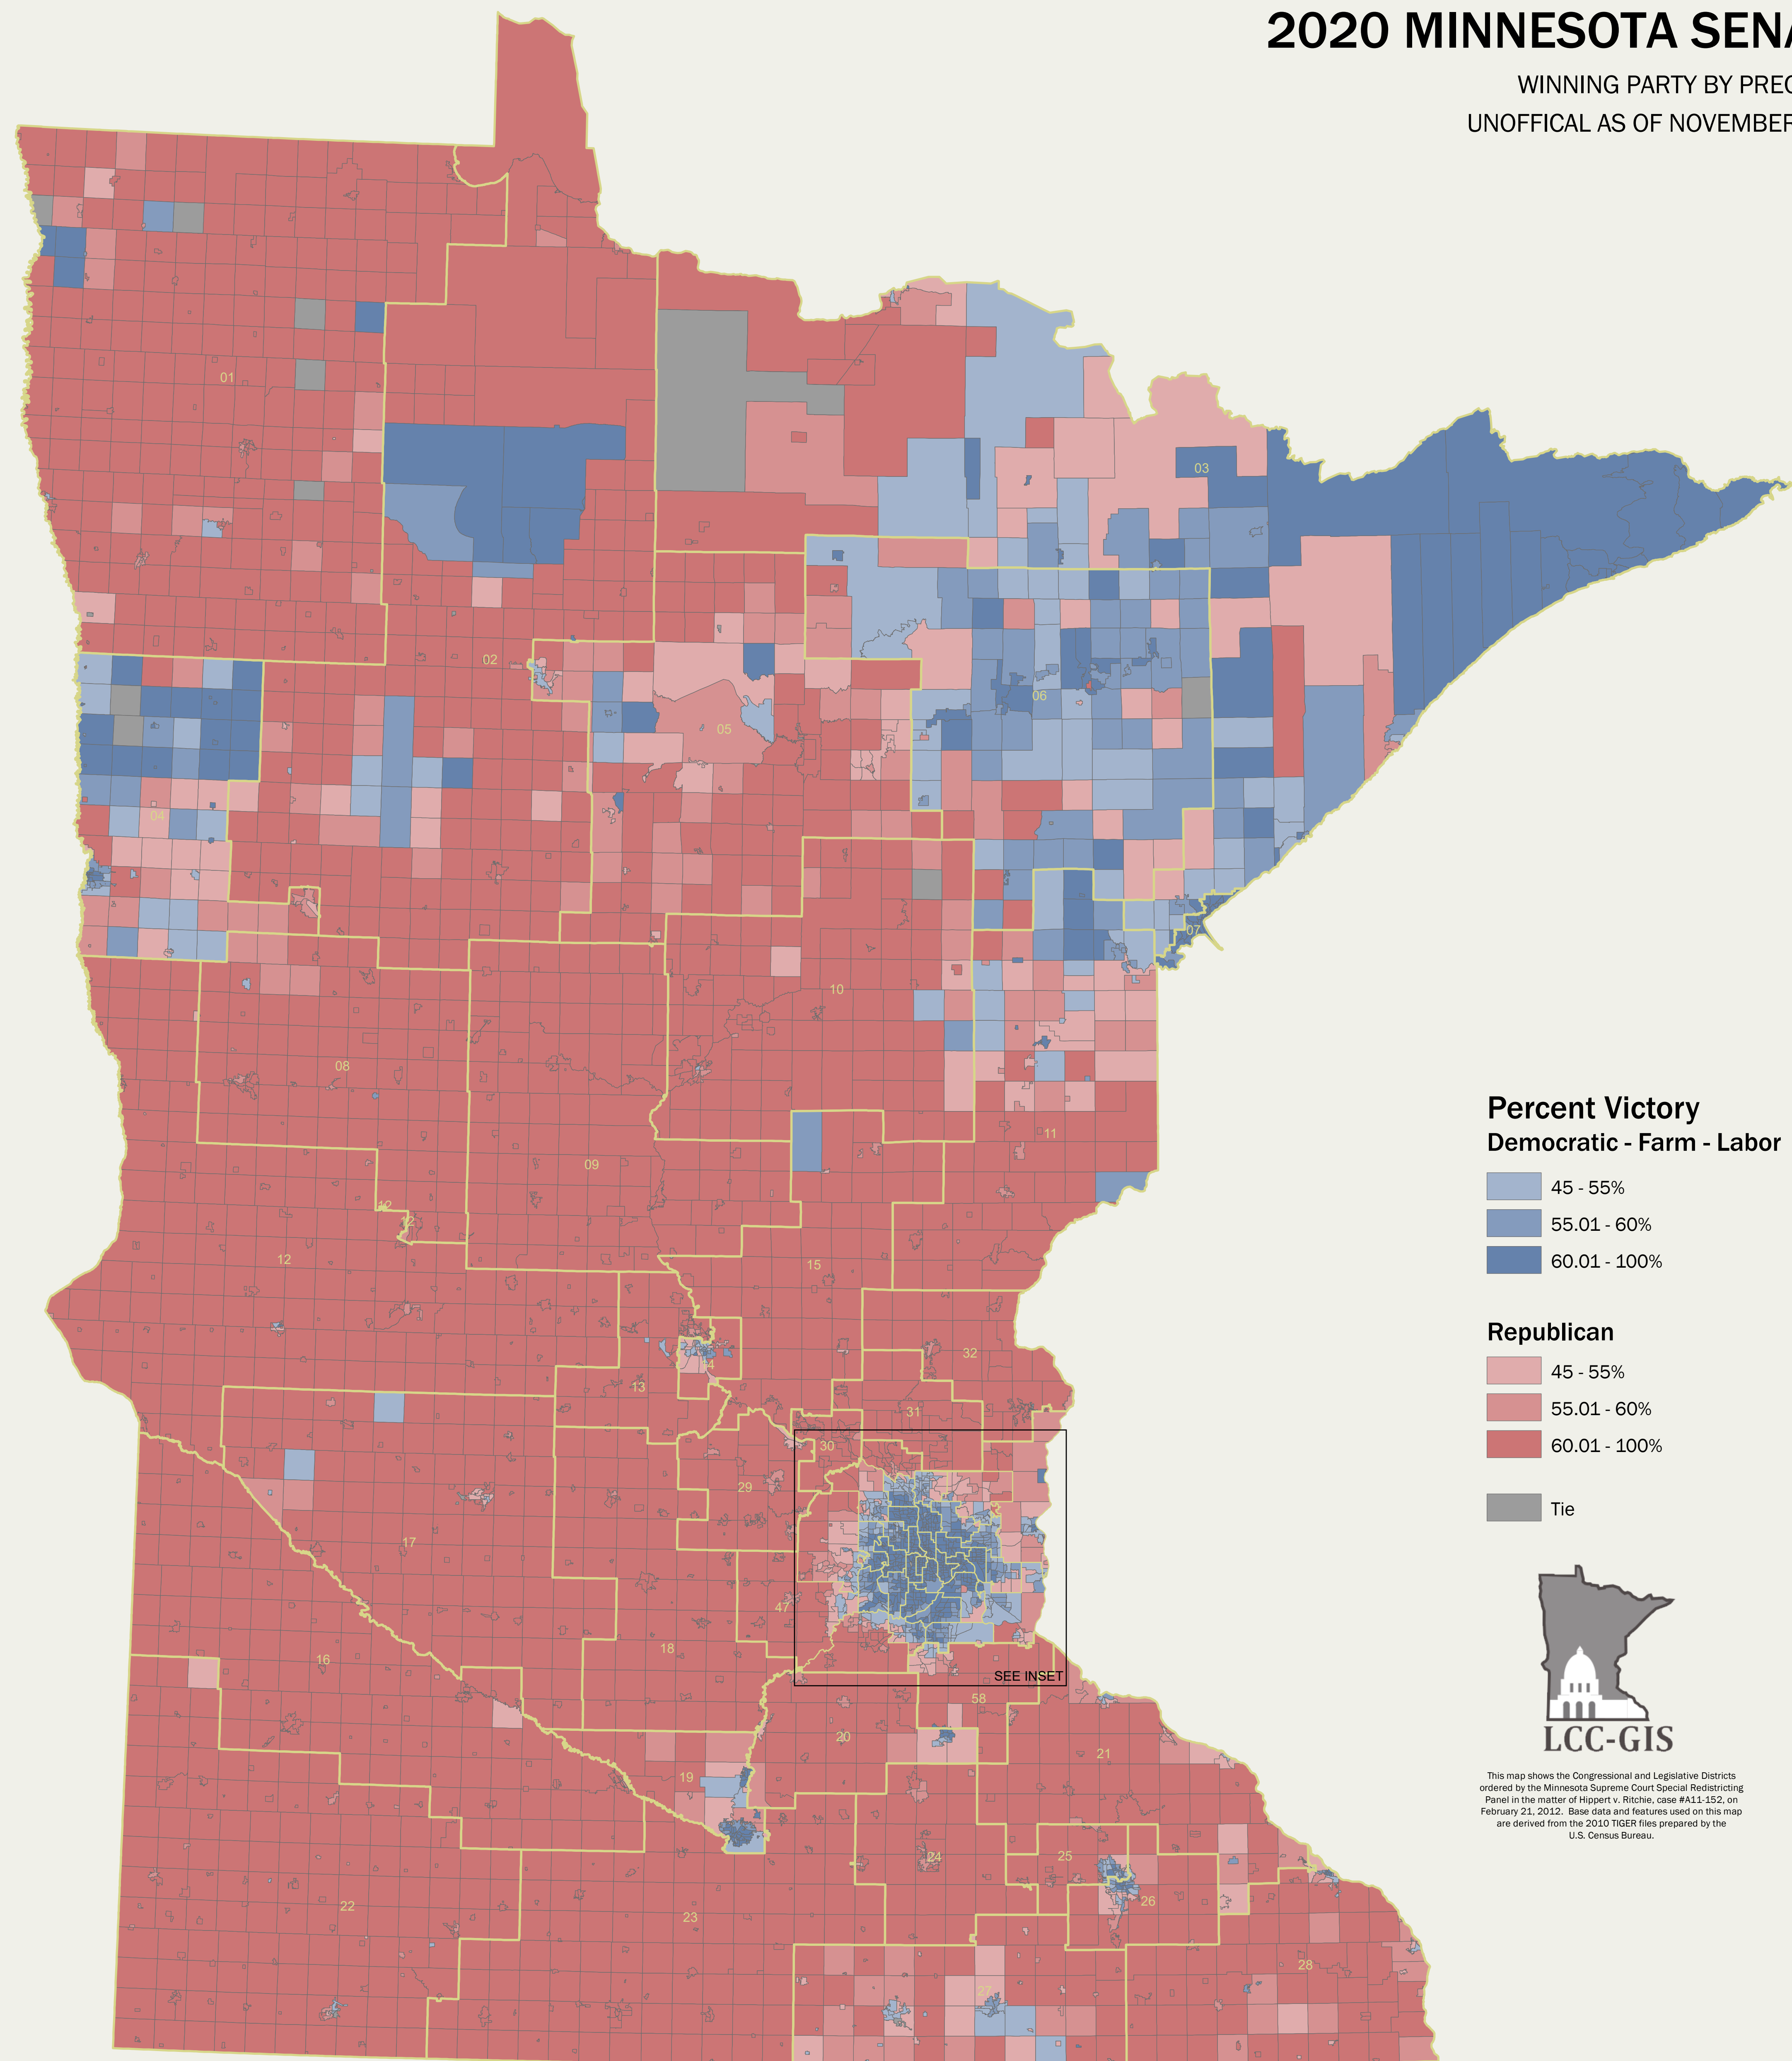 2020 MINNESOTA SENA
WINNING PARTY BY PREC
UNOFFICAL AS OF NOVEMBER
01
03
02
06
05
04
07
10
08
11
09
12
12
12
15
32
14
13
31
30
29
17
47
18
16
SEE INSET
58
20
21
19
24
25
26
22
23
28
27
Percent Victory
Democratic - Farm - Labor
45 - 55%
55.01 - 60%
60.01 - 100%
Republican
45 - 55%
55.01 - 60%
60.01 - 100%
Tie
LCC-GIS
This map shows the Congressional and Legislative Districts
ordered by the Minnesota Supreme Court Special Redistricting
Panel in the matter of Hippert v. Ritchie, case #A11-152, on
February 21, 2012. Base data and features used on this map
are derived from the 2010 TIGER files prepared by the
U.S. Census Bureau.